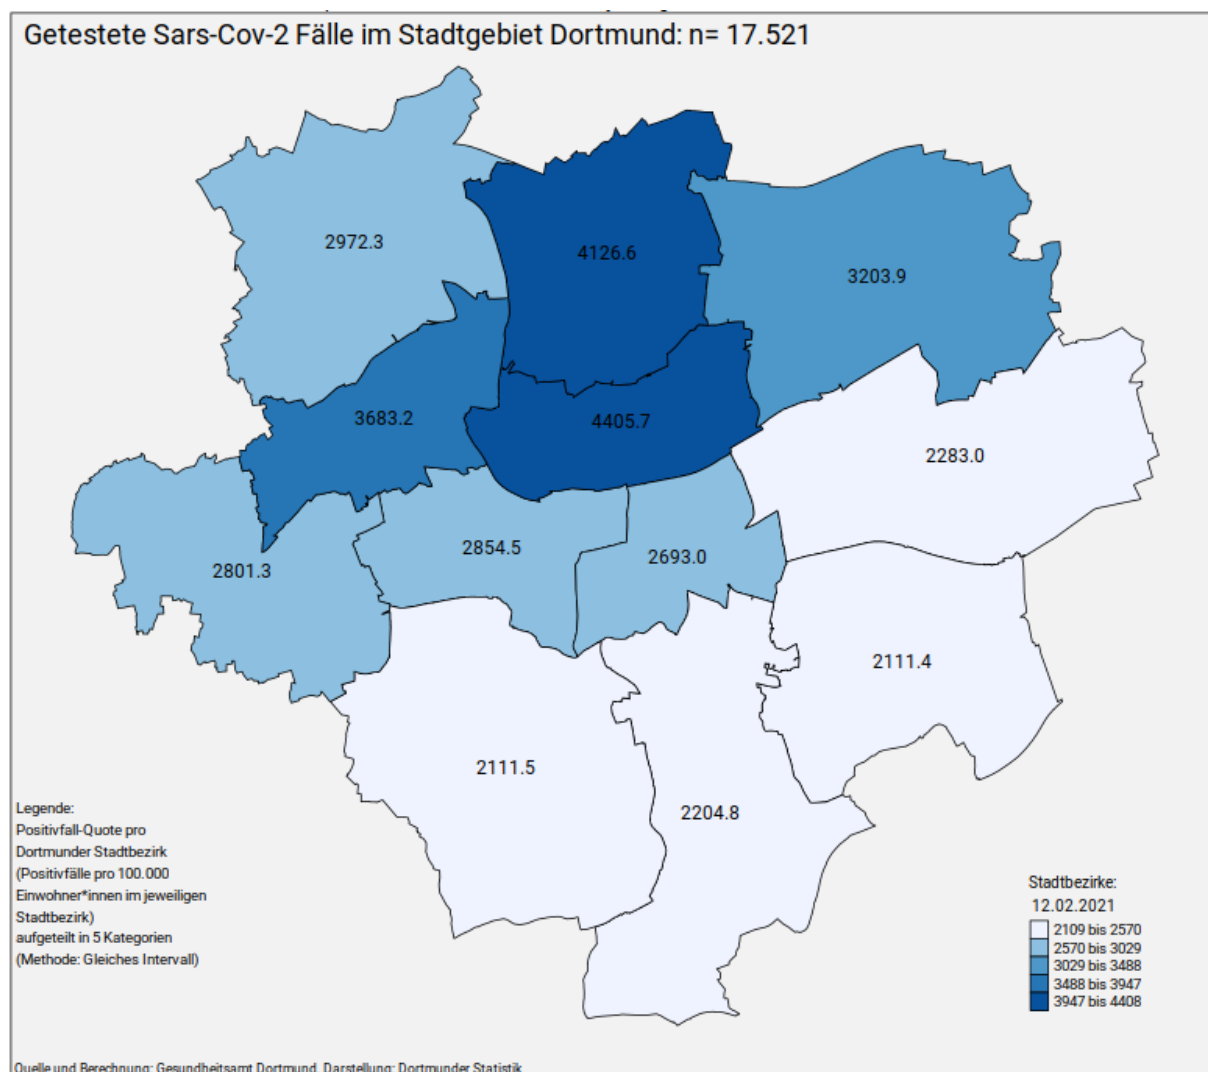 Getestete Sars-Cov-2 Fälle im Stadtgebiet Dortmund: n= 17.521
2972.3
4126.6
3203.9
3683.2
4405.7
2283.0
2854.5
2693.0
2801.3
2111.4
2111.5
2204.8
Legende:
Positivfall-Quote pro
Dortmunder Stadtbezirk
(Positivfälle pro 100.000
Einwohner*innen im jeweiligen
Stadtbezirk)
aufgeteilt in 5 Kategorien
(Methode: Gleiches Intervall)
Stadtbezirke:
12.02.2021
2109 bis 2570
2570 bis 3029
3029 bis 3488
3488 bis 3947
3947 bis 4408
Quelle und Berechnung: Gesundheitsamt Dortmund, Darstellung: Dortmunder Statistik